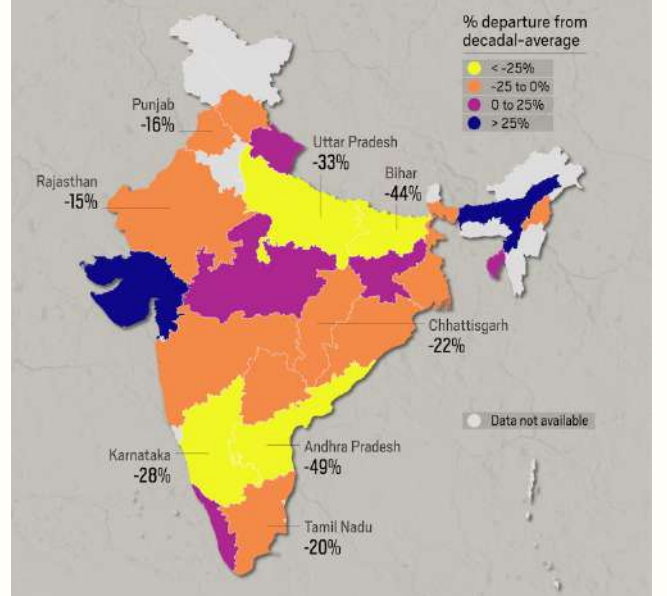 % departure from
decadal-average
< -25%
-25 to 0%
0 to 25%
> 25%
Punjab
-16%
Uttar Pradesh
-33%
Bihar
-44%
Rajasthan
-15%
Chhattisgarh
-22%
Data not available
Karnataka
-28%
Andhra Pradesh
-49%
Tamil Nadu
-20%